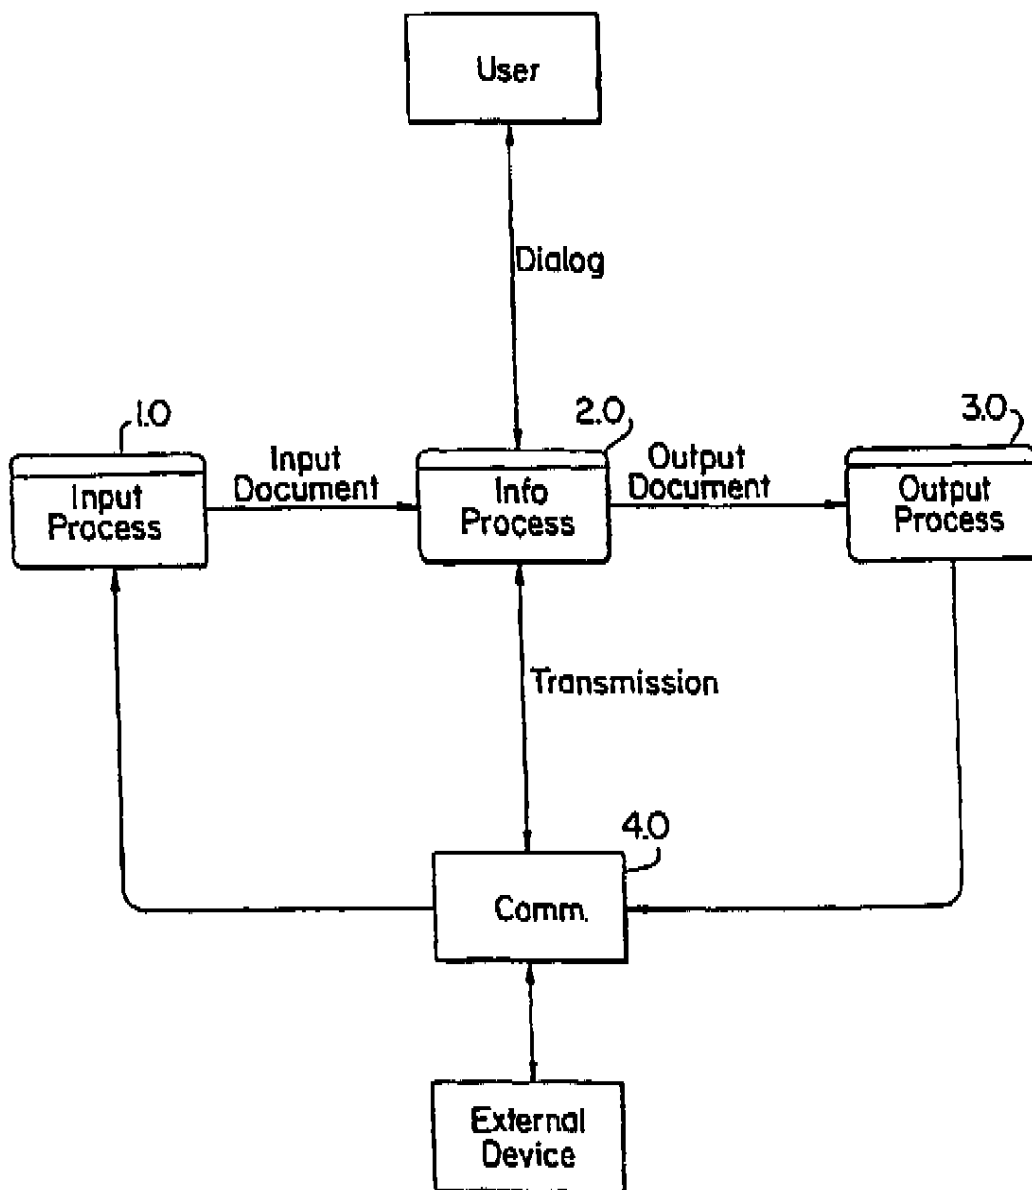 User
Dialog
1.0
2.0
3.0
Input
Process
Input
Document
Info
Process
Output
Document
Output
Process
Transmission
4.0
Comm.
External
Device